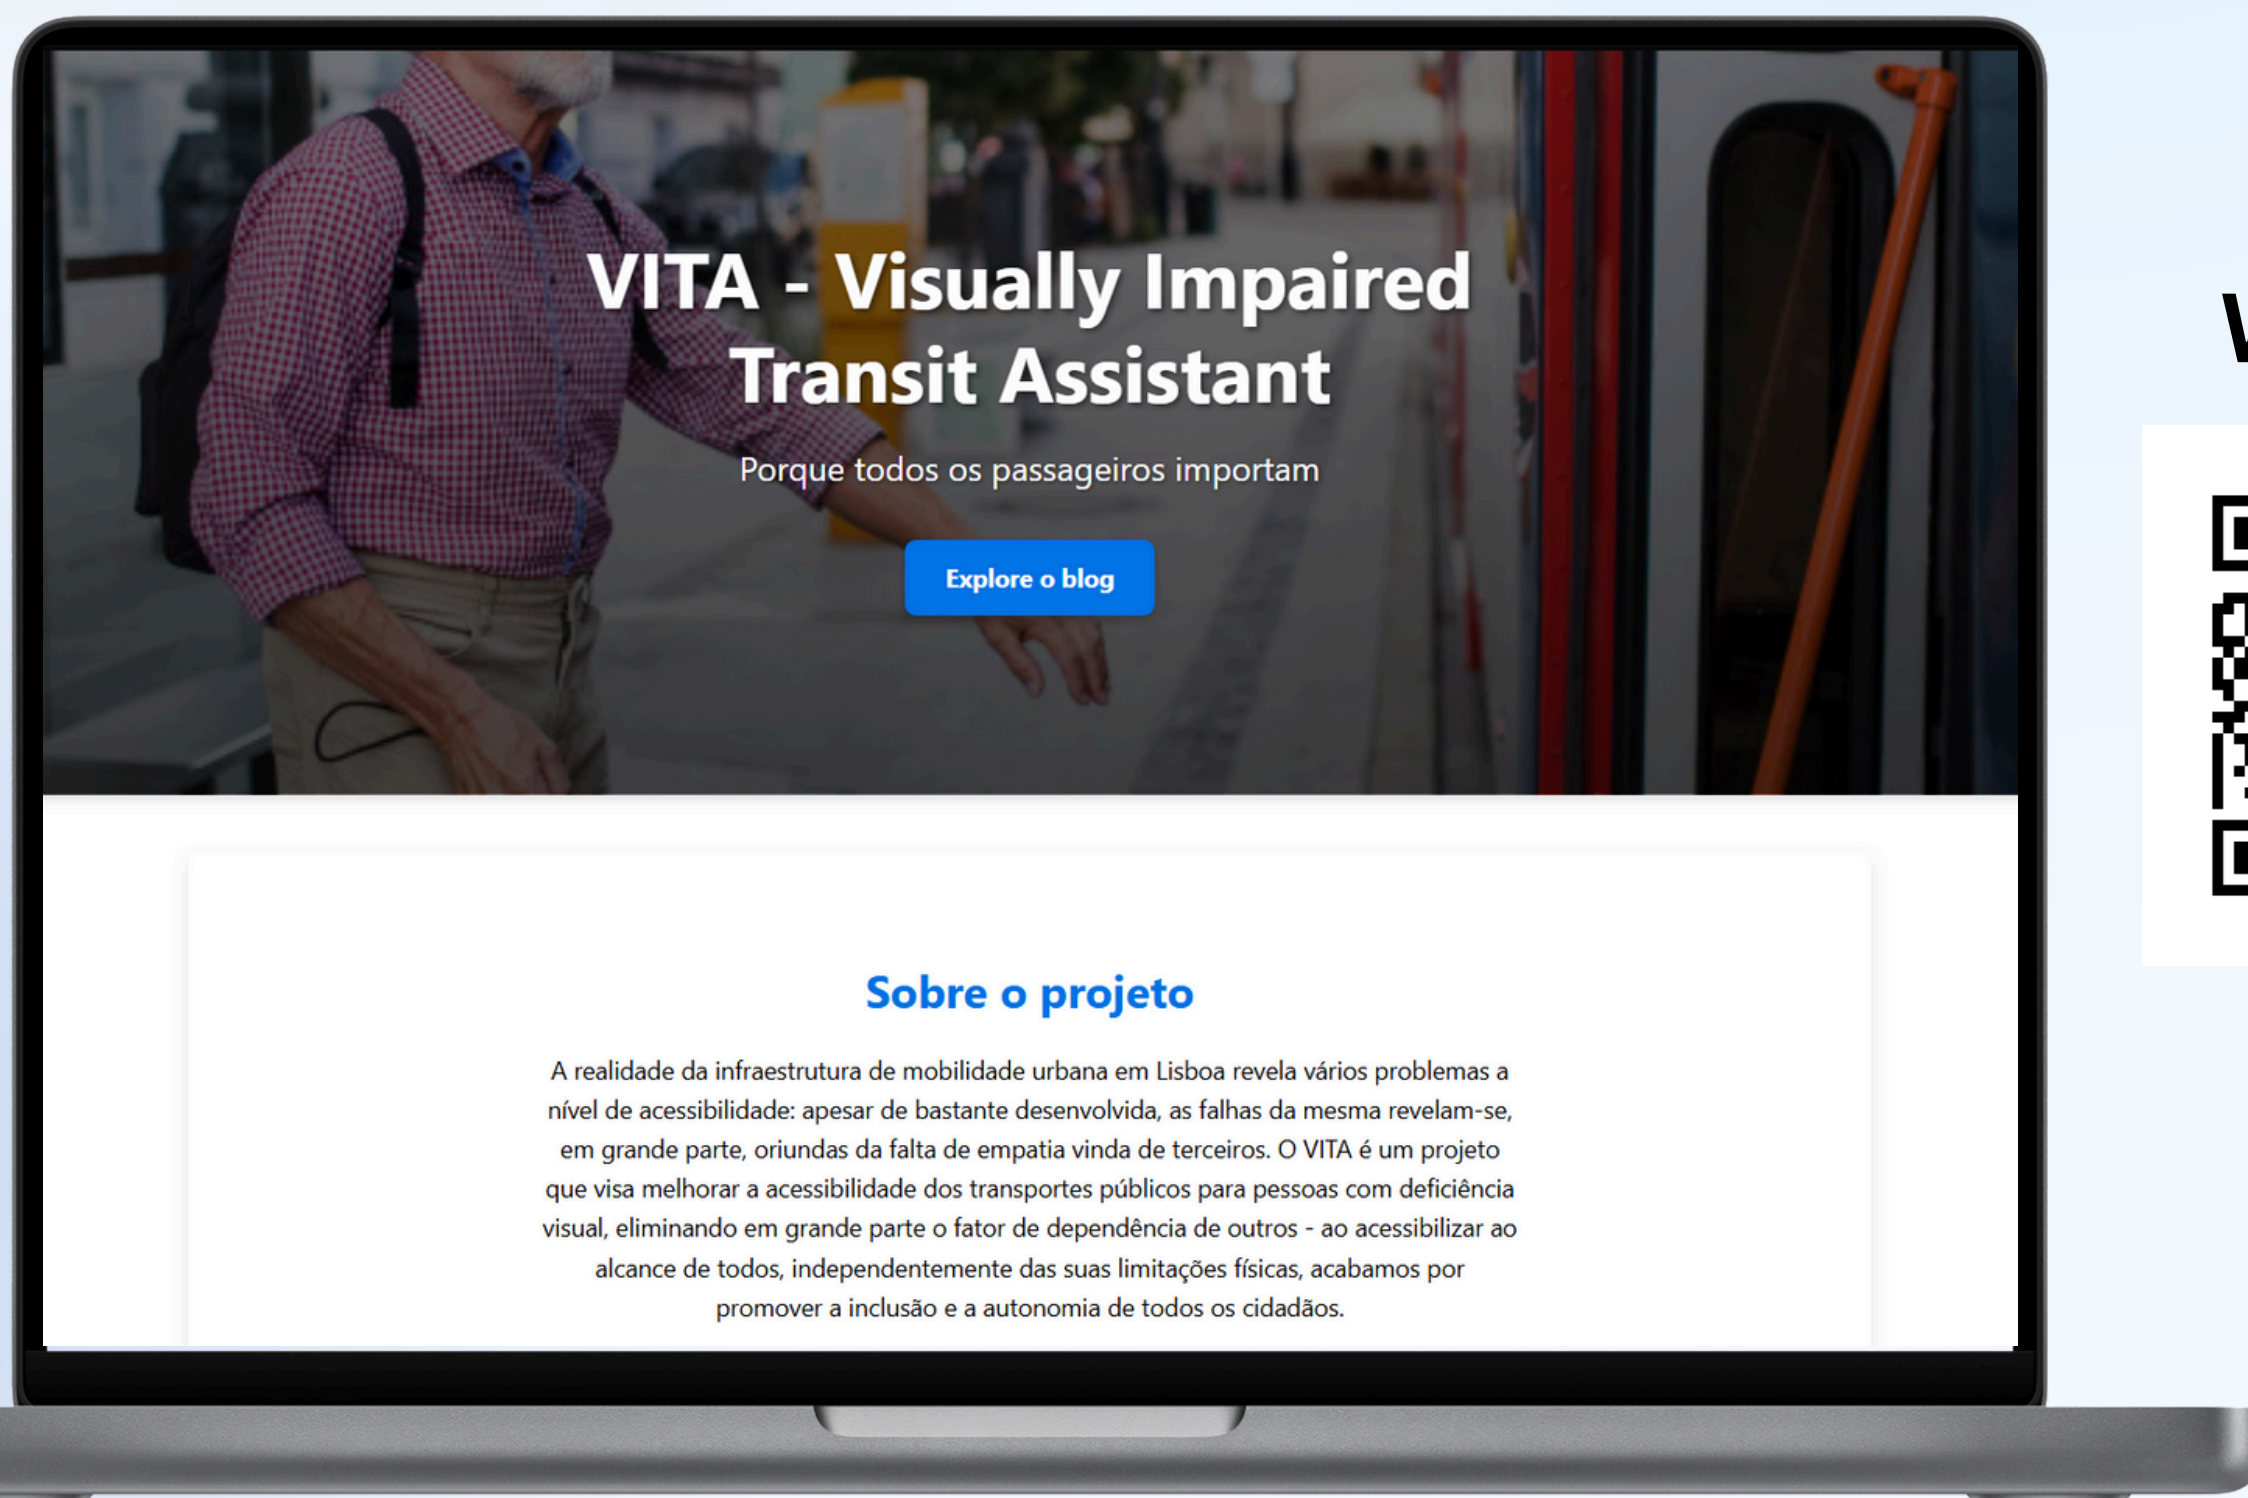 VITA - Visually Impaired
Transit Assistant
Porque todos os passageiros importam
Explore o blog
Sobre o projeto
A realidade da infraestrutura de mobilidade urbana em Lisboa revela vários problemas a
nível de acessibilidade: apesar de bastante desenvolvida, as falhas da mesma revelam-se,
em grande parte, oriundas da falta de empatia vinda de terceiros. O VITA é um projeto
que visa melhorar a acessibilidade dos transportes públicos para pessoas com deficiência
visual, eliminando em grande parte o fator de dependência de outros - ao acessibilizar ao
alcance de todos, independentemente das suas limitações físicas, acabamos por
promover a inclusão e a autonomia de todos os cidadãos.